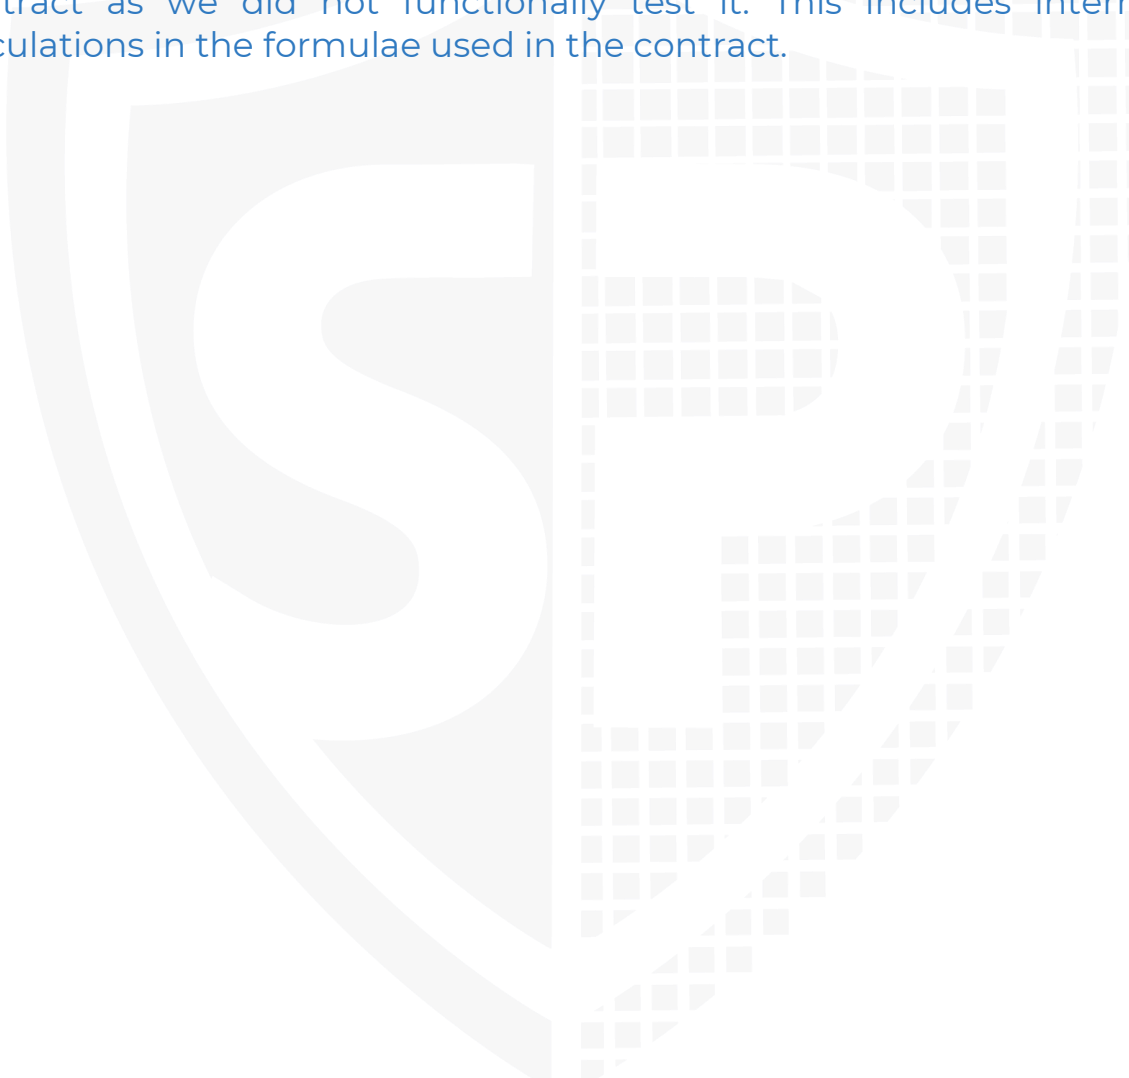 tract as we did not functionally test it. This includes intern
culations in the formulae used in the contract.
SP